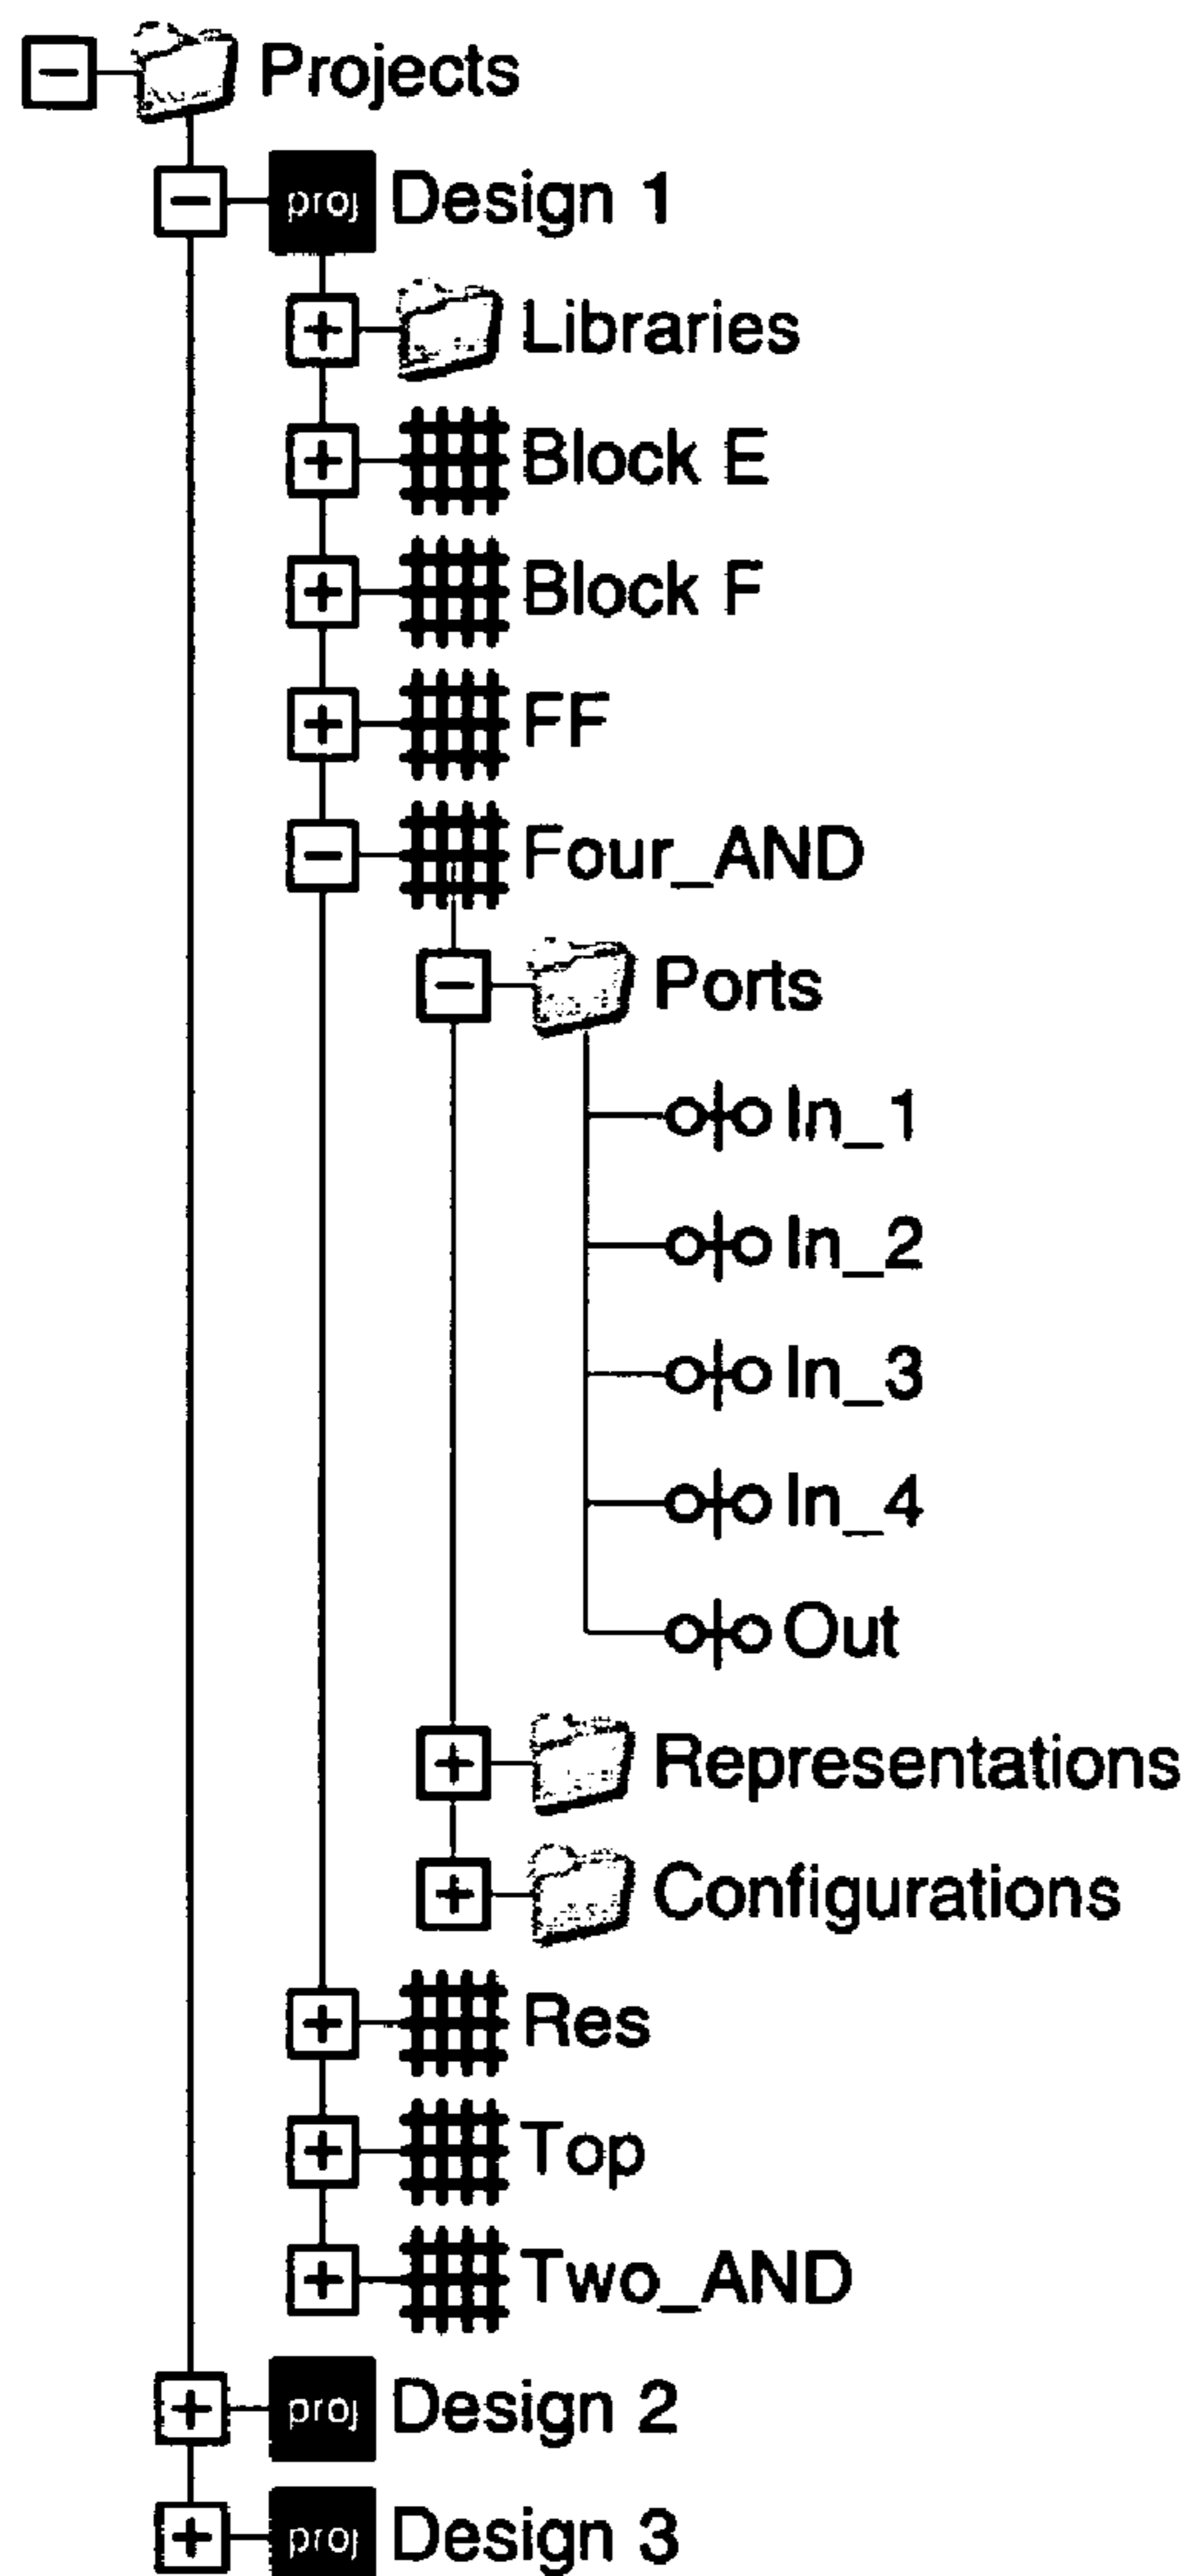 Projects
proj Design 1
Libraries
Block E
Block F
FF
Four_AND
Ports
In_1
In_2
In_3
In_4
Out
Representations
Configurations
Res
Top
Two_AND
proj Design 2
proj Design 3